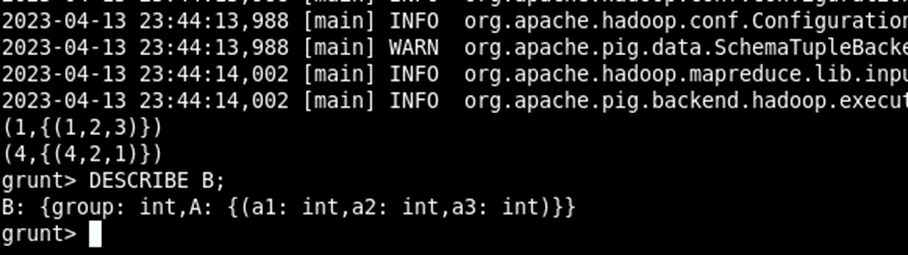 2023-04-13 23:44:13,988 [main] INFO  org.apache.hadoop.conf.Configuration
2023-04-13 23:44:13,988 [main] WARN  org.apache.pig.data.SchemaTupleBacke
2023-04-13 23:44:14,002 [main] INFO  org.apache.hadoop.mapreduce.lib.inpu
2023-04-13 23:44:14,002 [main] INFO  org.apache.pig.backend.hadoop.execut
(1,{(1,2,3)})
(4,{(4,2,1)})
grunt> DESCRIBE B;
B: {group: int,A: {(a1: int,a2: int,a3: int)}}
grunt>